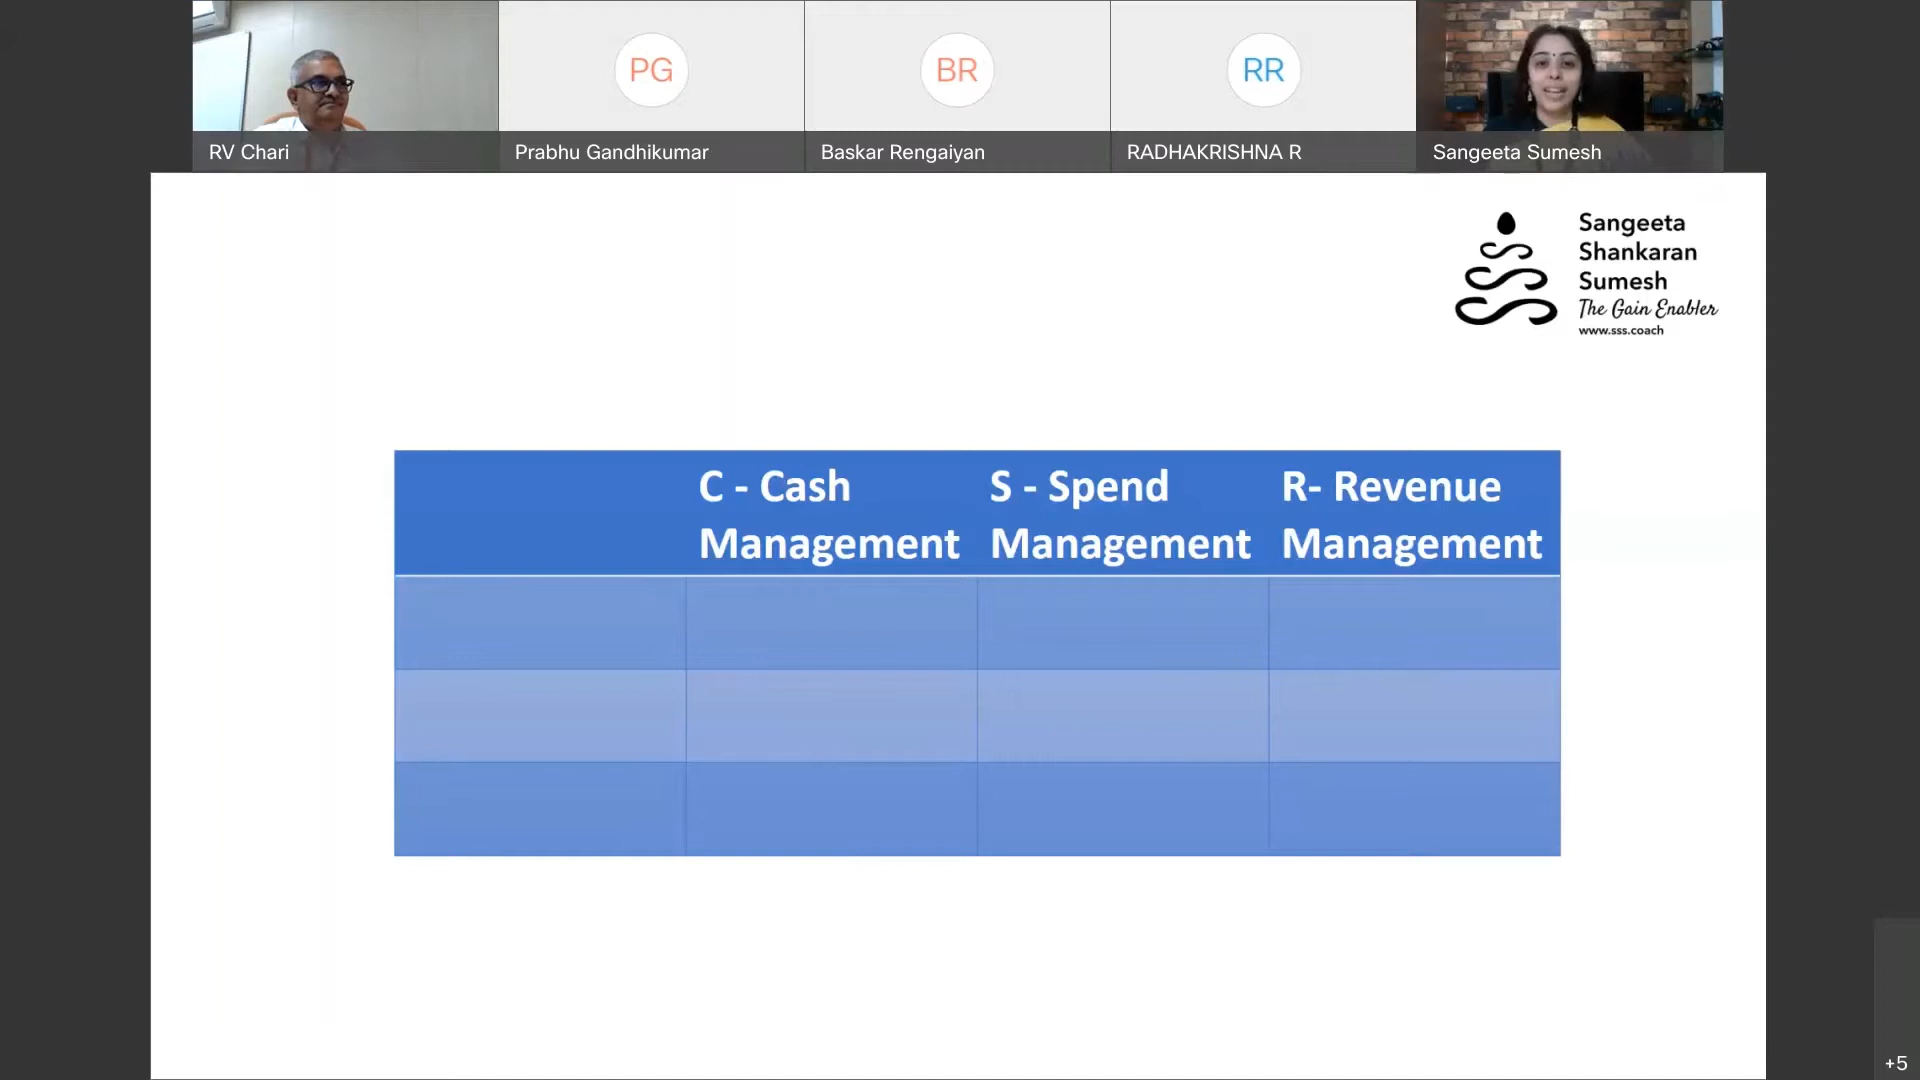 PG
BR
RR
RV Chari
Prabhu Gandhikumar
Baskar Rengaiyan
RADHAKRISHNA R
Sangeeta Sumesh
Sangeeta
Shankaran
Sumesh
The Gain Enabler
www.sss.coach
C - Cash
Management
S - Spend
Management
R- Revenue
Management
+5